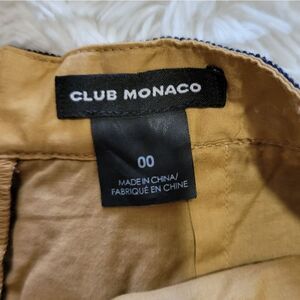 CLUB MONACO
00
MADE IN CHINA/
FABRIQUÉ EN CHINE